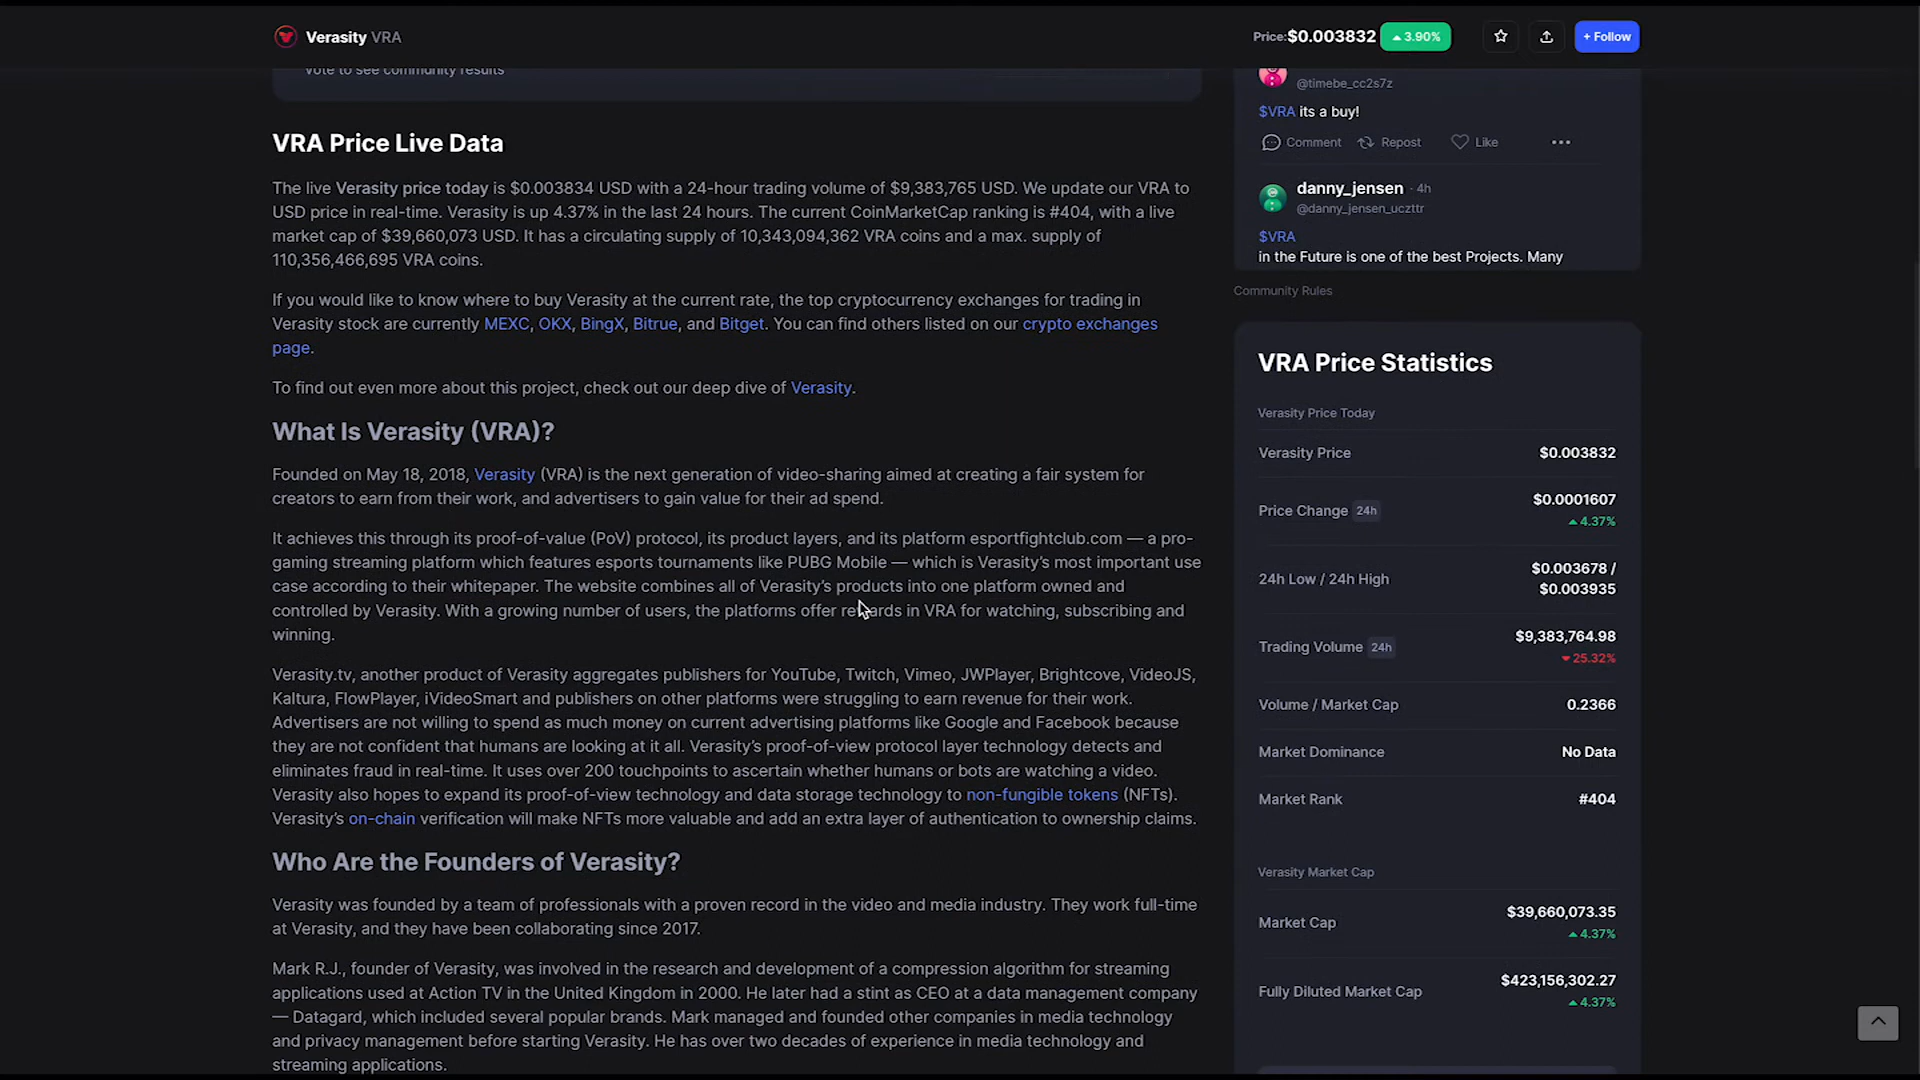 Verasity VRA
Price:$0.003832 3.90% + Follow
Vote to see community results
VRA Price Live Data
The live Verasity price today is $0.003834 USD with a 24-hour trading volume of $9,383,765 USD. We update our VRA to
USD price in real-time. Verasity is up 4.37% in the last 24 hours. The current CoinMarketCap ranking is #404, with a live
market cap of $39,660,073 USD. It has a circulating supply of 10,343,094,362 VRA coins and a max. supply of
110,356,466,695 VRA coins.
If you would like to know where to buy Verasity at the current rate, the top cryptocurrency exchanges for trading in
Verasity stock are currently MEXC, OKX, BingX, Bitrue, and Bitget. You can find others listed on our crypto exchanges
page.
To find out even more about this project, check out our deep dive of Verasity.
What Is Verasity (VRA)?
Founded on May 18, 2018, Verasity (VRA) is the next generation of video-sharing aimed at creating a fair system for
creators to earn from their work, and advertisers to gain value for their ad spend.
It achieves this through its proof-of-value (PoV) protocol, its product layers, and its platform esportfightclub.com — a pro-
gaming streaming platform which features esports tournaments like PUBG Mobile — which is Verasity's most important use
case according to their whitepaper. The website combines all of Verasity's products into one platform owned and
controlled by Verasity. With a growing number of users, the platforms offer rewards in VRA for watching, subscribing and
winning.
Verasity.tv, another product of Verasity aggregates publishers for YouTube, Twitch, Vimeo, JWPlayer, Brightcove, VideoJS,
Kaltura, FlowPlayer, iVideoSmart and publishers on other platforms were struggling to earn revenue for their work.
Advertisers are not willing to spend as much money on current advertising platforms like Google and Facebook because
they are not confident that humans are looking at it all. Verasity's proof-of-view protocol layer technology detects and
eliminates fraud in real-time. It uses over 200 touchpoints to ascertain whether humans or bots are watching a video.
Verasity also hopes to expand its proof-of-view technology and data storage technology to non-fungible tokens (NFTs).
Verasity's on-chain verification will make NFTs more valuable and add an extra layer of authentication to ownership claims.
Who Are the Founders of Verasity?
Verasity was founded by a team of professionals with a proven record in the video and media industry. They work full-time
at Verasity, and they have been collaborating since 2017.
Mark R.J., founder of Verasity, was involved in the research and development of a compression algorithm for streaming
applications used at Action TV in the United Kingdom in 2000. He later had a stint as CEO at a data management company
— Datagard, which included several popular brands. Mark managed and founded other companies in media technology
and privacy management before starting Verasity. He has over two decades of experience in media technology and
streaming applications.
@timebe_cc2s7z
$VRA its a buy!
Comment Repost Like
danny_jensen · 4h
@danny_jensen_uczttr
$VRA
in the Future is one of the best Projects. Many
Community Rules
VRA Price Statistics
Verasity Price Today
Verasity Price $0.003832
Price Change 24h $0.0001607
4.37%
24h Low / 24h High $0.003678 /
$0.003935
Trading Volume 24h $9,383,764.98
25.32%
Volume / Market Cap 0.2366
Market Dominance No Data
Market Rank #404
Verasity Market Cap
Market Cap $39,660,073.35
4.37%
Fully Diluted Market Cap $423,156,302.27
4.37%